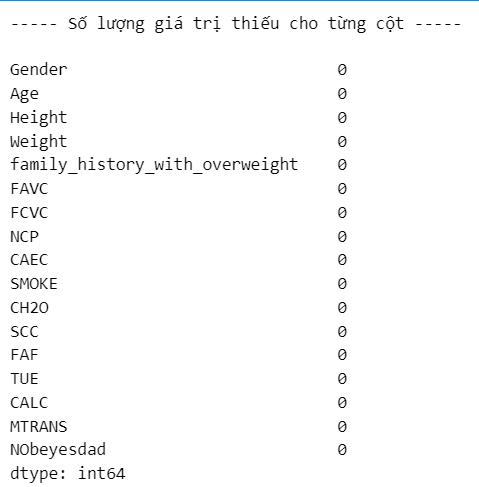 ----- Số lượng giá trị thiếu cho từng cột -----
Gender 0
Age 0
Height 0
Weight 0
family_history_with_overweight 0
FAVC 0
FCVC 0
NCP 0
CAEC 0
SMOKE 0
CH2O 0
SCC 0
FAF 0
TUE 0
CALC 0
MTRANS 0
NObeyesdad 0
dtype: int64